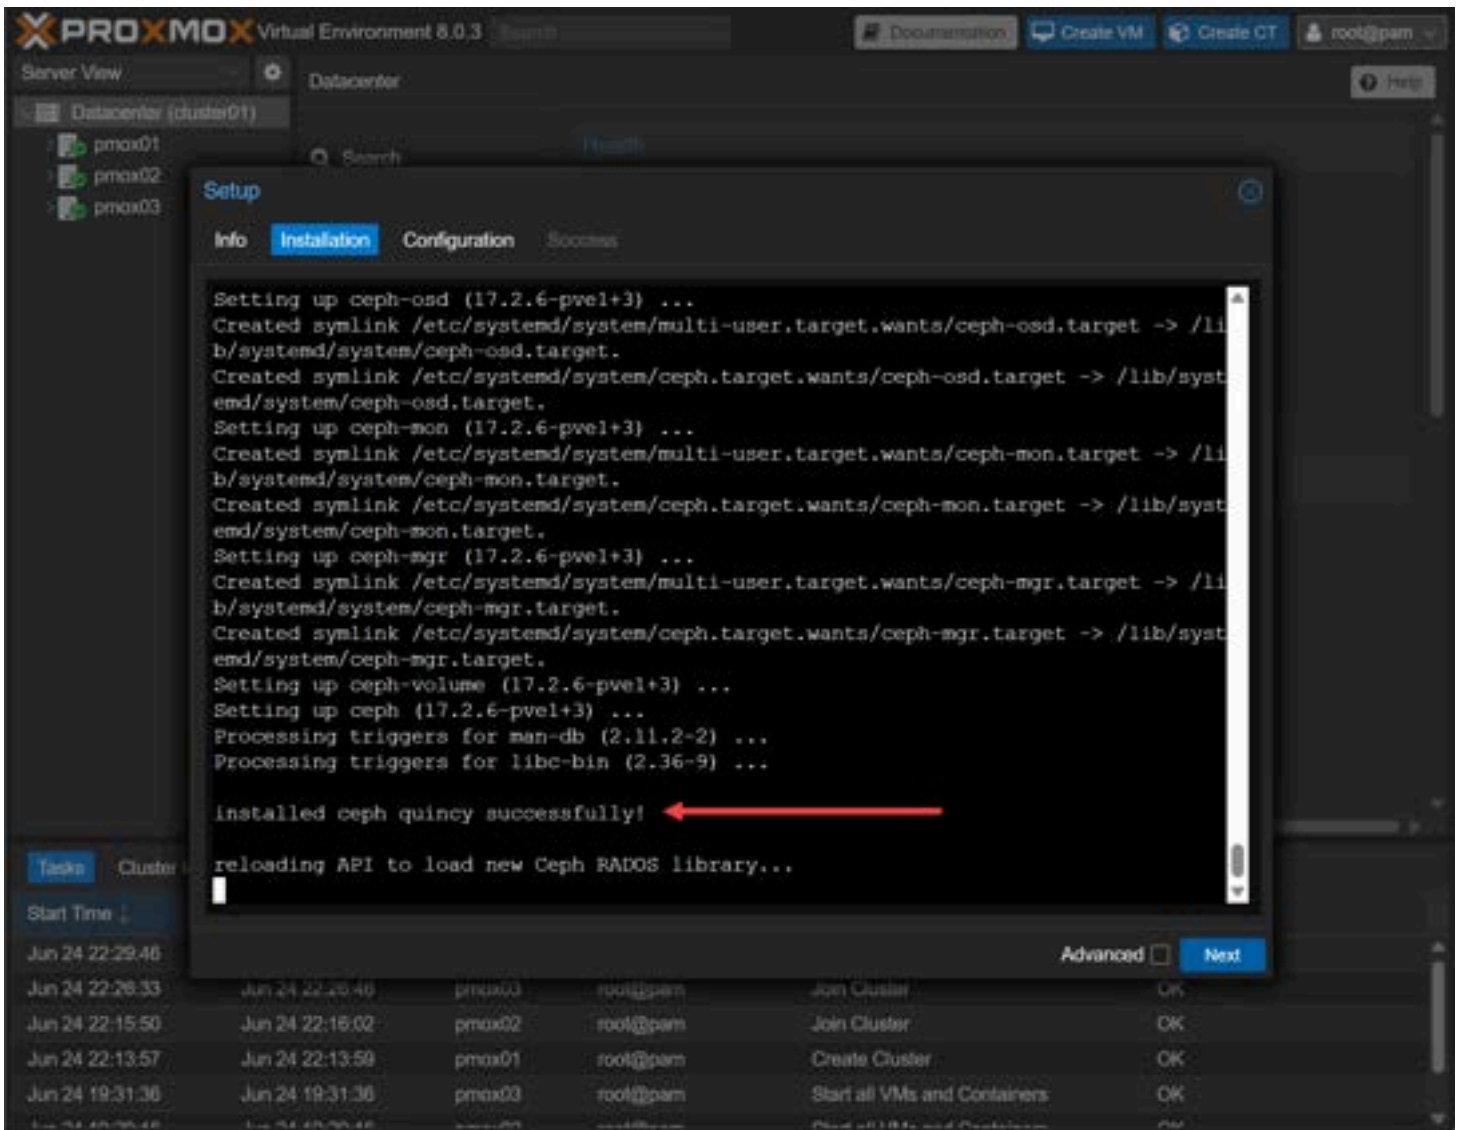 PROXMOX Virtual Environment 8.0.3 Search Documentation Create VM Create CT root@pam
Server View
Datacenter
Help
Datacenter (cluster01)
pmox01
pmox02
pmox03
Search
Health
Setup
Info Installation Configuration Success
Setting up ceph-osd (17.2.6-pve1+3) ...
Created symlink /etc/systemd/system/multi-user.target.wants/ceph-osd.target -> /li
b/systemd/system/ceph-osd.target.
Created symlink /etc/systemd/system/ceph.target.wants/ceph-osd.target -> /lib/syst
emd/system/ceph-osd.target.
Setting up ceph-mon (17.2.6-pve1+3) ...
Created symlink /etc/systemd/system/multi-user.target.wants/ceph-mon.target -> /li
b/systemd/system/ceph-mon.target.
Created symlink /etc/systemd/system/ceph.target.wants/ceph-mon.target -> /lib/syst
emd/system/ceph-mon.target.
Setting up ceph-mgr (17.2.6-pve1+3) ...
Created symlink /etc/systemd/system/multi-user.target.wants/ceph-mgr.target -> /li
b/systemd/system/ceph-mgr.target.
Created symlink /etc/systemd/system/ceph.target.wants/ceph-mgr.target -> /lib/syst
emd/system/ceph-mgr.target.
Setting up ceph-volume (17.2.6-pve1+3) ...
Setting up ceph (17.2.6-pve1+3) ...
Processing triggers for man-db (2.11.2-2) ...
Processing triggers for libc-bin (2.36-9) ...
installed ceph quincy successfully!
reloading API to load new Ceph RADOS library...
Advanced Next
Tasks Cluster
Start Time
Jun 24 22:29:46
Jun 24 22:26:33 Jun 24 22:26:46 pmox03 root@pam Join Cluster OK
Jun 24 22:15:50 Jun 24 22:16:02 pmox02 root@pam Join Cluster OK
Jun 24 22:13:57 Jun 24 22:13:59 pmox01 root@pam Create Cluster OK
Jun 24 19:31:36 Jun 24 19:31:36 pmox03 root@pam Start all VMs and Containers OK